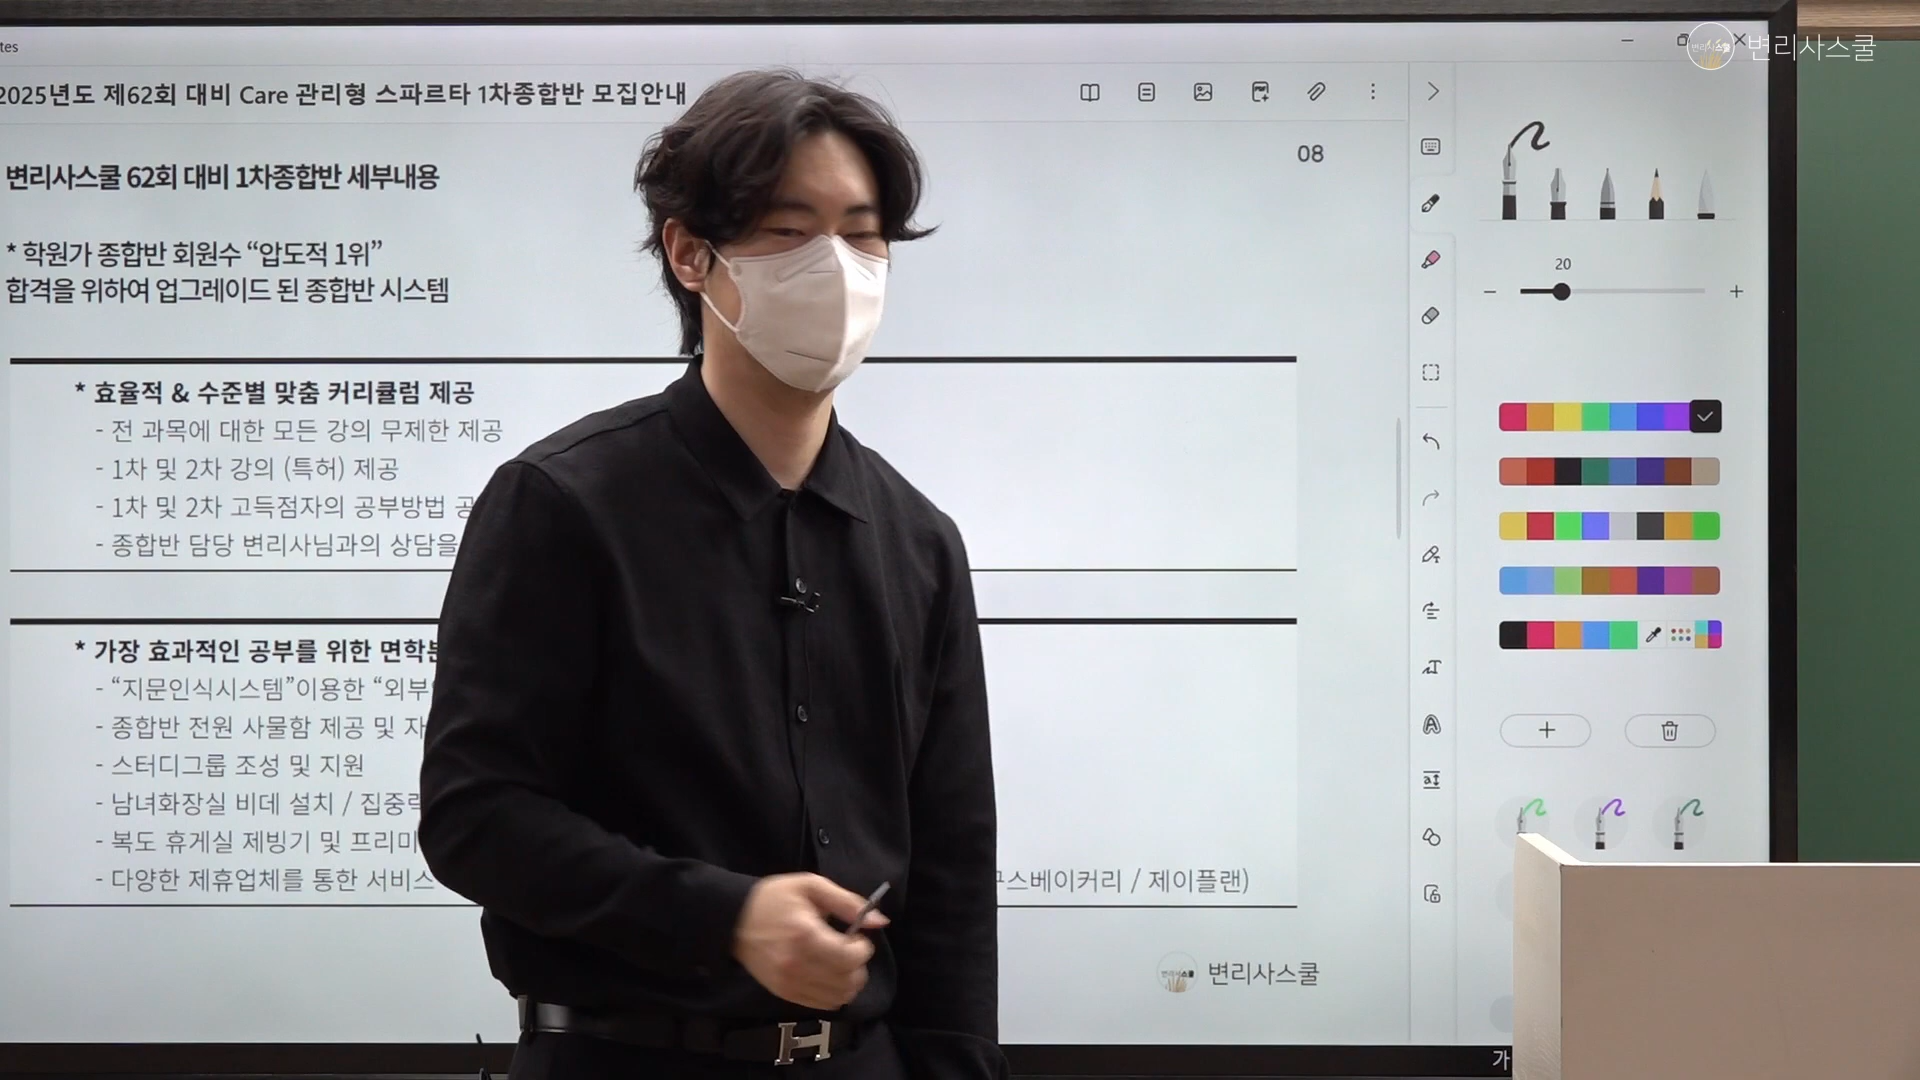 tes
변리사스쿨
2025년도 제62회 대비 Care 관리형 스파르타 1차종합반 모집안내
08
변리사스쿨 62회 대비 1차종합반 세부내용
* 학원가 종합반 회원수 “압도적 1위”
합격을 위하여 업그레이드 된 종합반 시스템
20
* 효율적 & 수준별 맞춤 커리큘럼 제공
- 전 과목에 대한 모든 강의 무제한 제공
- 1차 및 2차 강의 (특허) 제공
- 1차 및 2차 고득점자의 공부방법 공
- 종합반 담당 변리사님과의 상담을
* 가장 효과적인 공부를 위한 면학분
- “지문인식시스템”이용한 “외부
- 종합반 전원 사물함 제공 및 자
- 스터디그룹 조성 및 지원
- 남녀화장실 비데 설치 / 집중력
- 복도 휴게실 제빙기 및 프리미
- 다양한 제휴업체를 통한 서비스 스베이커리 / 제이플랜)
변리사스쿨
가